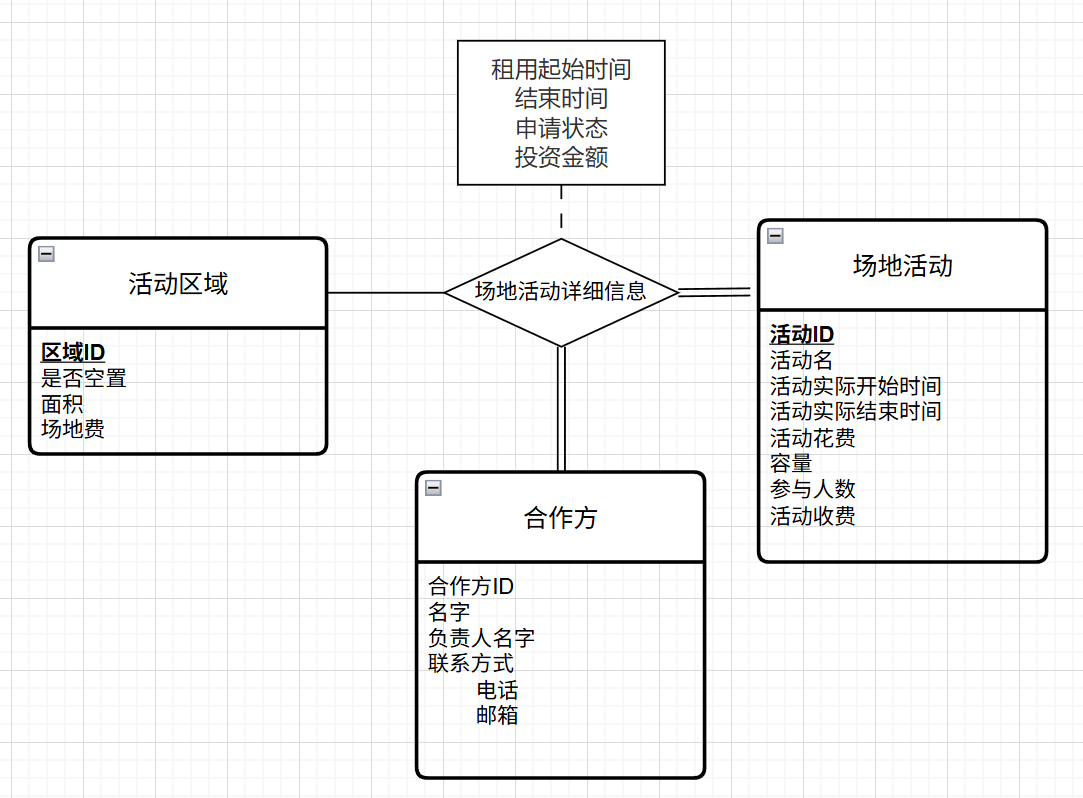 租用起始时间
结束时间
申请状态
投资金额
活动区域
区域ID
是否空置
面积
场地费
场地活动详细信息
场地活动
活动ID
活动名
活动实际开始时间
活动实际结束时间
活动花费
容量
参与人数
活动收费
合作方
合作方ID
名字
负责人名字
联系方式
电话
邮箱